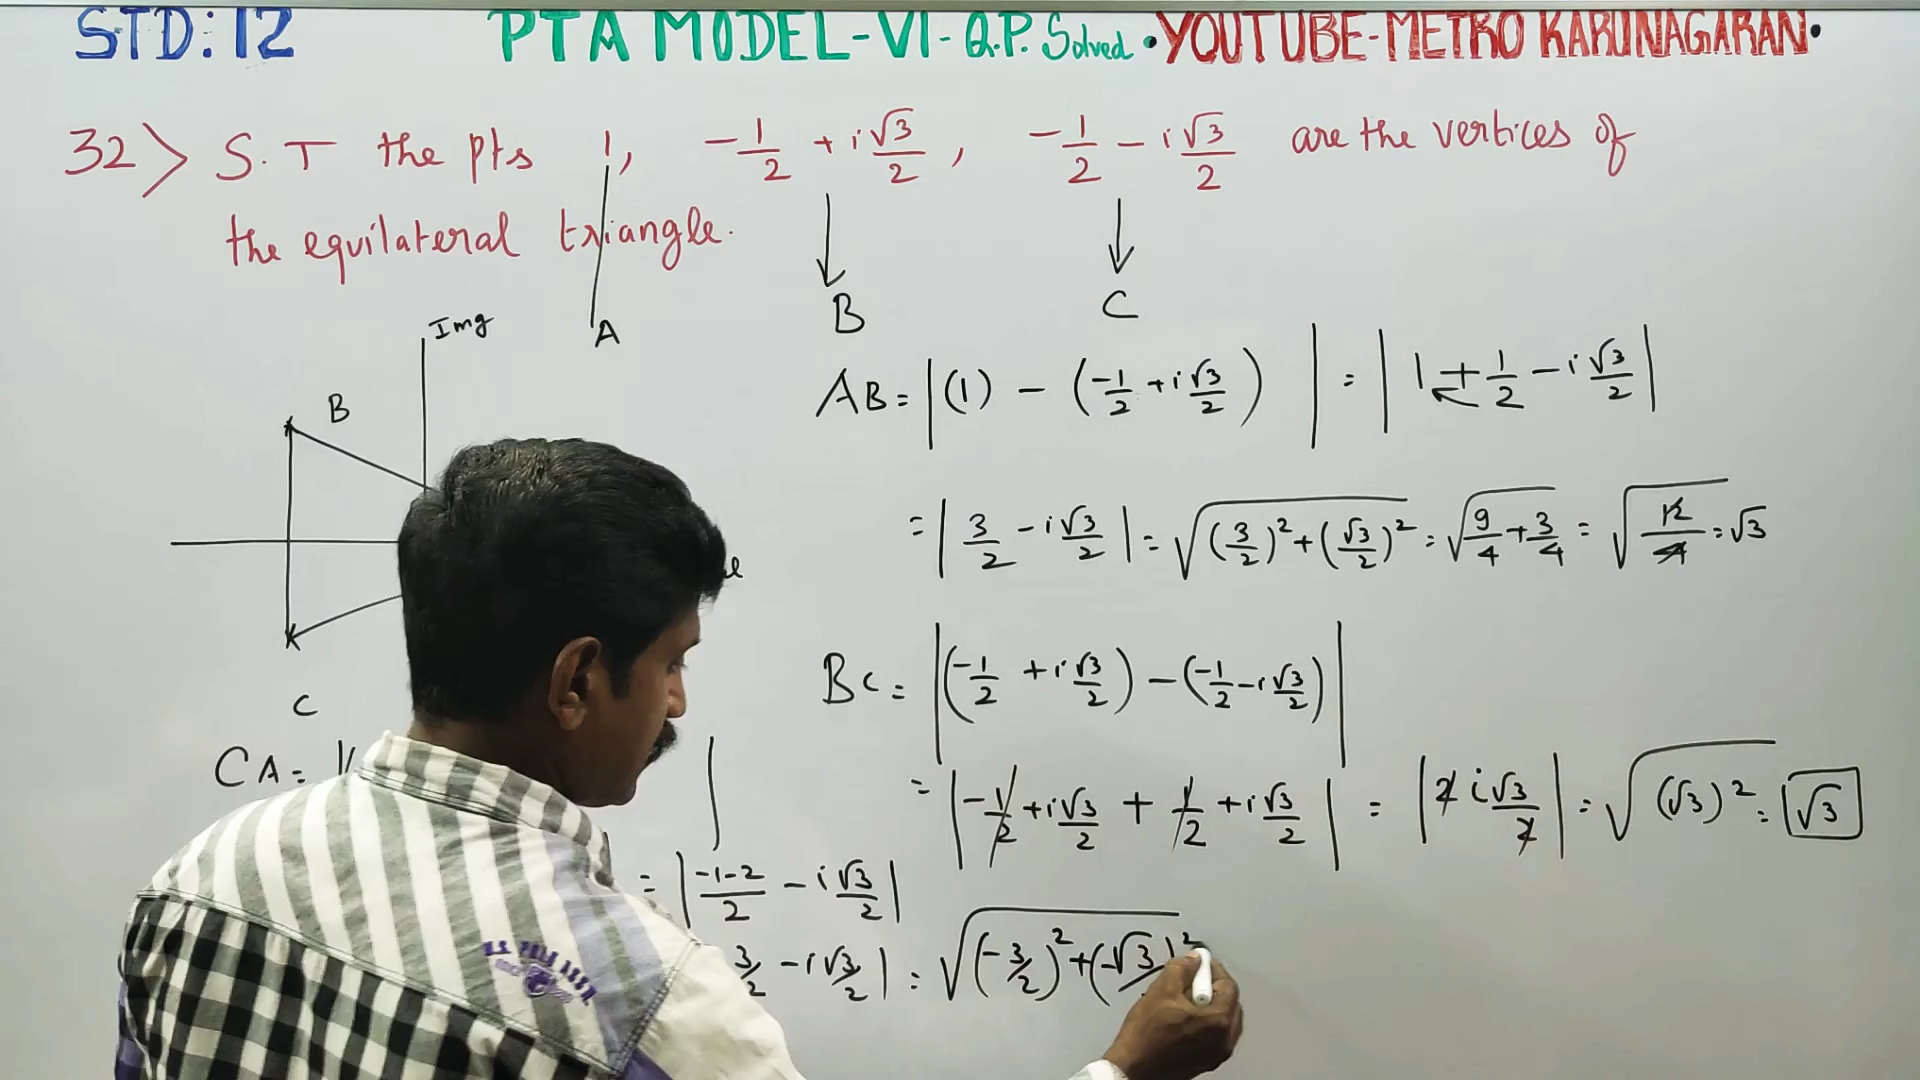 STD: 12 PTA MODEL-VI-Q.P. Solved • YOUTUBE-METRO KARUNAGARAN •
32> S.T the pts 1, -1/2 + i√3/2, -1/2 - i√3/2 are the vertices of
the equilateral triangle.
A B C
Img
B
C
AB = |(1) - (-1/2 + i√3/2)| = |1 + 1/2 - i√3/2|
= |3/2 - i√3/2| = √((3/2)² + (√3/2)²) = √(9/4 + 3/4) = √(12/4) = √3
BC = |(-1/2 + i√3/2) - (-1/2 - i√3/2)|
= |-1/2 + i√3/2 + 1/2 + i√3/2| = |2i√3/2| = √((√3)²) = √3
CA = |
= |(-1-2)/2 - i√3/2|
3/2 - i√3/2| = √((-3/2)² + (-√3/ )²